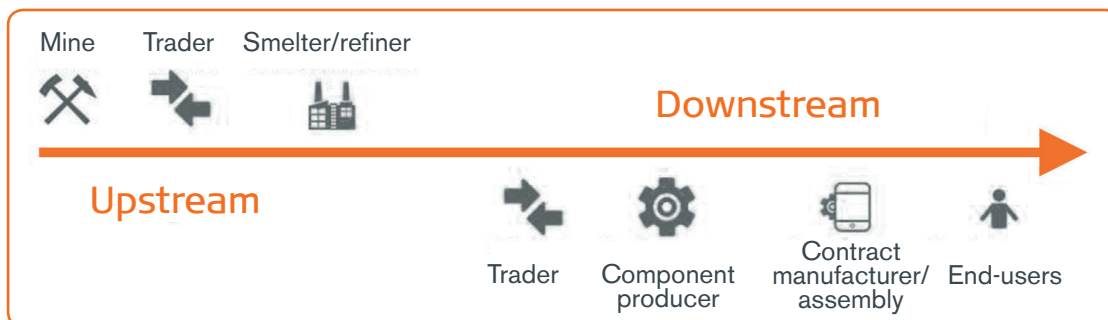 Mine
Trader
Smelter/refiner
Downstream
Upstream
Trader
Component
producer
Contract
manufacturer/
assembly
End-users